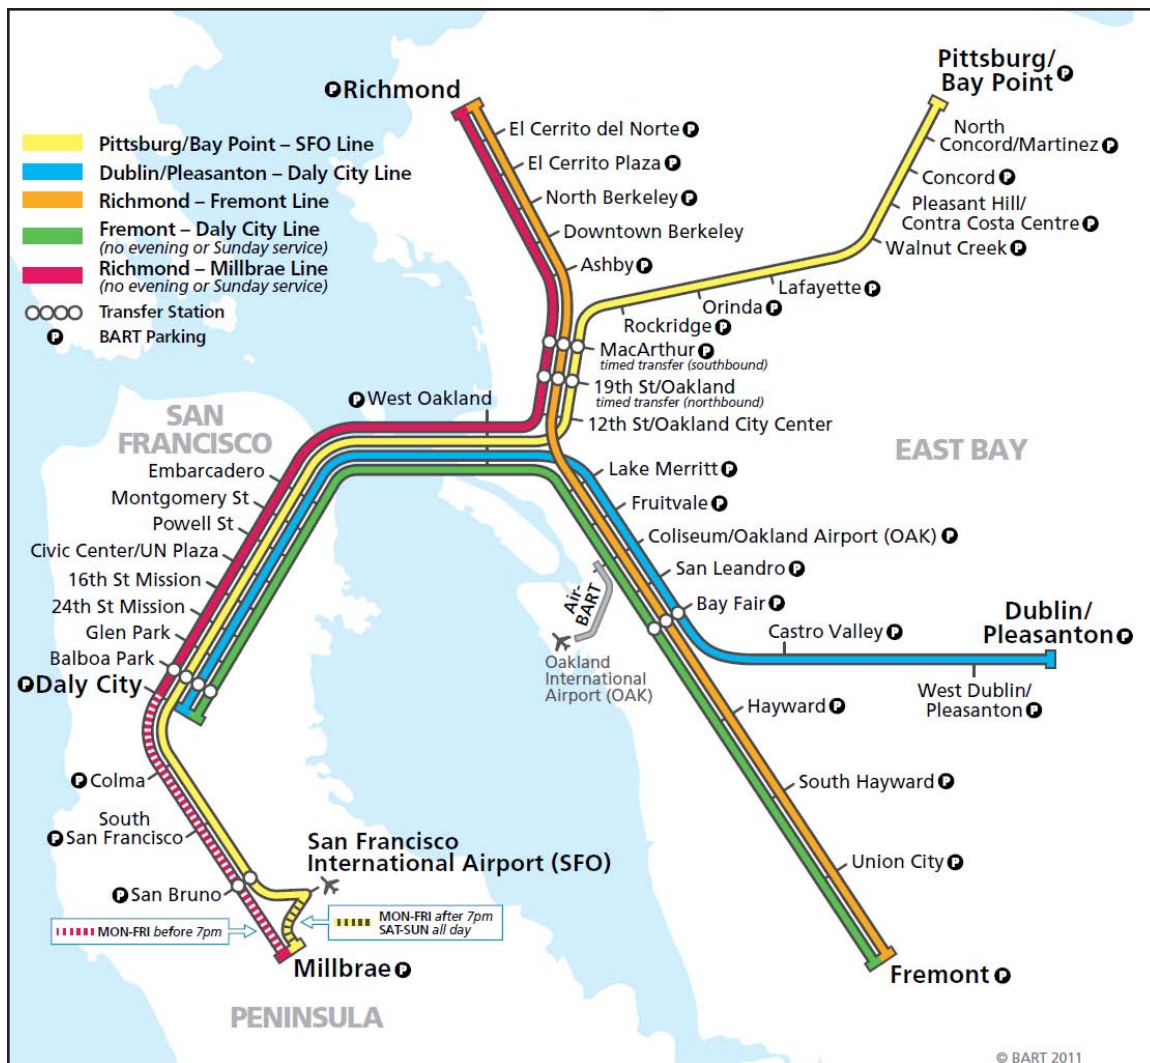 Richmond
Pittsburg/
Bay Point
Pittsburg/Bay Point – SFO Line
Dublin/Pleasanton – Daly City Line
Richmond – Fremont Line
Fremont – Daly City Line
(no evening or Sunday service)
Richmond – Millbrae Line
(no evening or Sunday service)
Transfer Station
P BART Parking
El Cerrito del Norte
El Cerrito Plaza
North Berkeley
Downtown Berkeley
Ashby
North
Concord/Martinez
Concord
Pleasant Hill/
Contra Costa Centre
Walnut Creek
Lafayette
Orinda
Rockridge
MacArthur
timed transfer (southbound)
19th St/Oakland
timed transfer (northbound)
12th St/Oakland City Center
West Oakland
SAN
FRANCISCO
EAST BAY
Embarcadero
Montgomery St
Powell St
Civic Center/UN Plaza
16th St Mission
24th St Mission
Glen Park
Balboa Park
Daly City
Lake Merritt
Fruitvale
Coliseum/Oakland Airport (OAK)
San Leandro
Bay Fair
Air-
BART
Oakland
International
Airport (OAK)
Castro Valley
Dublin/
Pleasanton
West Dublin/
Pleasanton
Hayward
South Hayward
Union City
Fremont
Colma
South
San Francisco
San Bruno
San Francisco
International Airport (SFO)
MON-FRI before 7pm
MON-FRI after 7pm
SAT-SUN all day
Millbrae
PENINSULA
© BART 2011